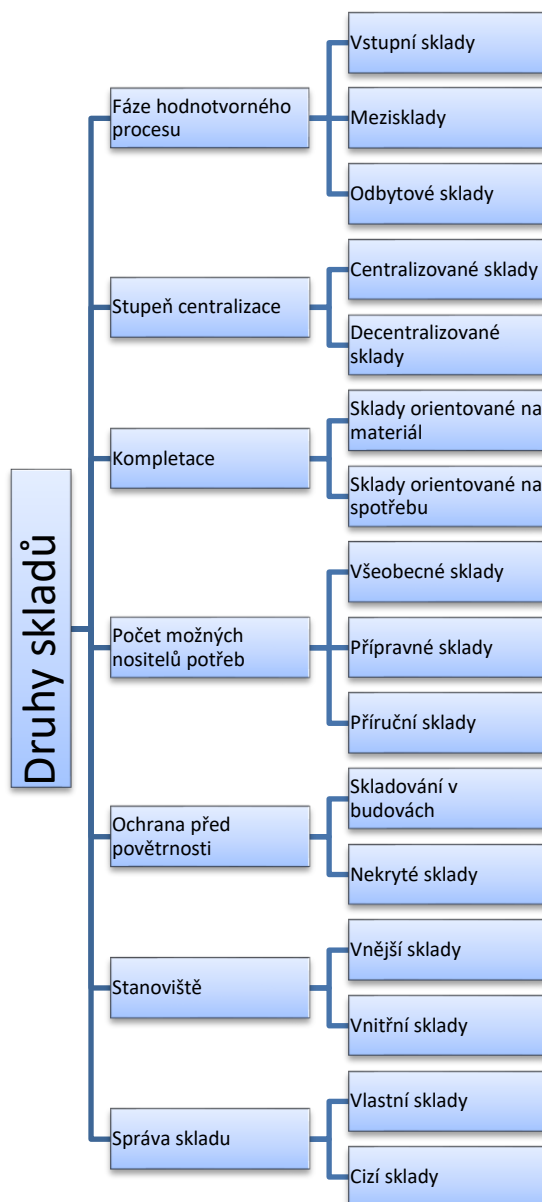 Druhy skladů
Fáze hodnotvorného
procesu
Vstupní sklady
Mezisklady
Odbytové sklady
Stupeň centralizace
Centralizované sklady
Decentralizované
sklady
Kompletace
Sklady orientované na
materiál
Sklady orientované na
spotřebu
Počet možných
nositelů potřeb
Všeobecné sklady
Přípravné sklady
Příruční sklady
Ochrana před
povětrnosti
Skladování v
budovách
Nekryté sklady
Stanoviště
Vnější sklady
Vnitřní sklady
Správa skladu
Vlastní sklady
Cizí sklady